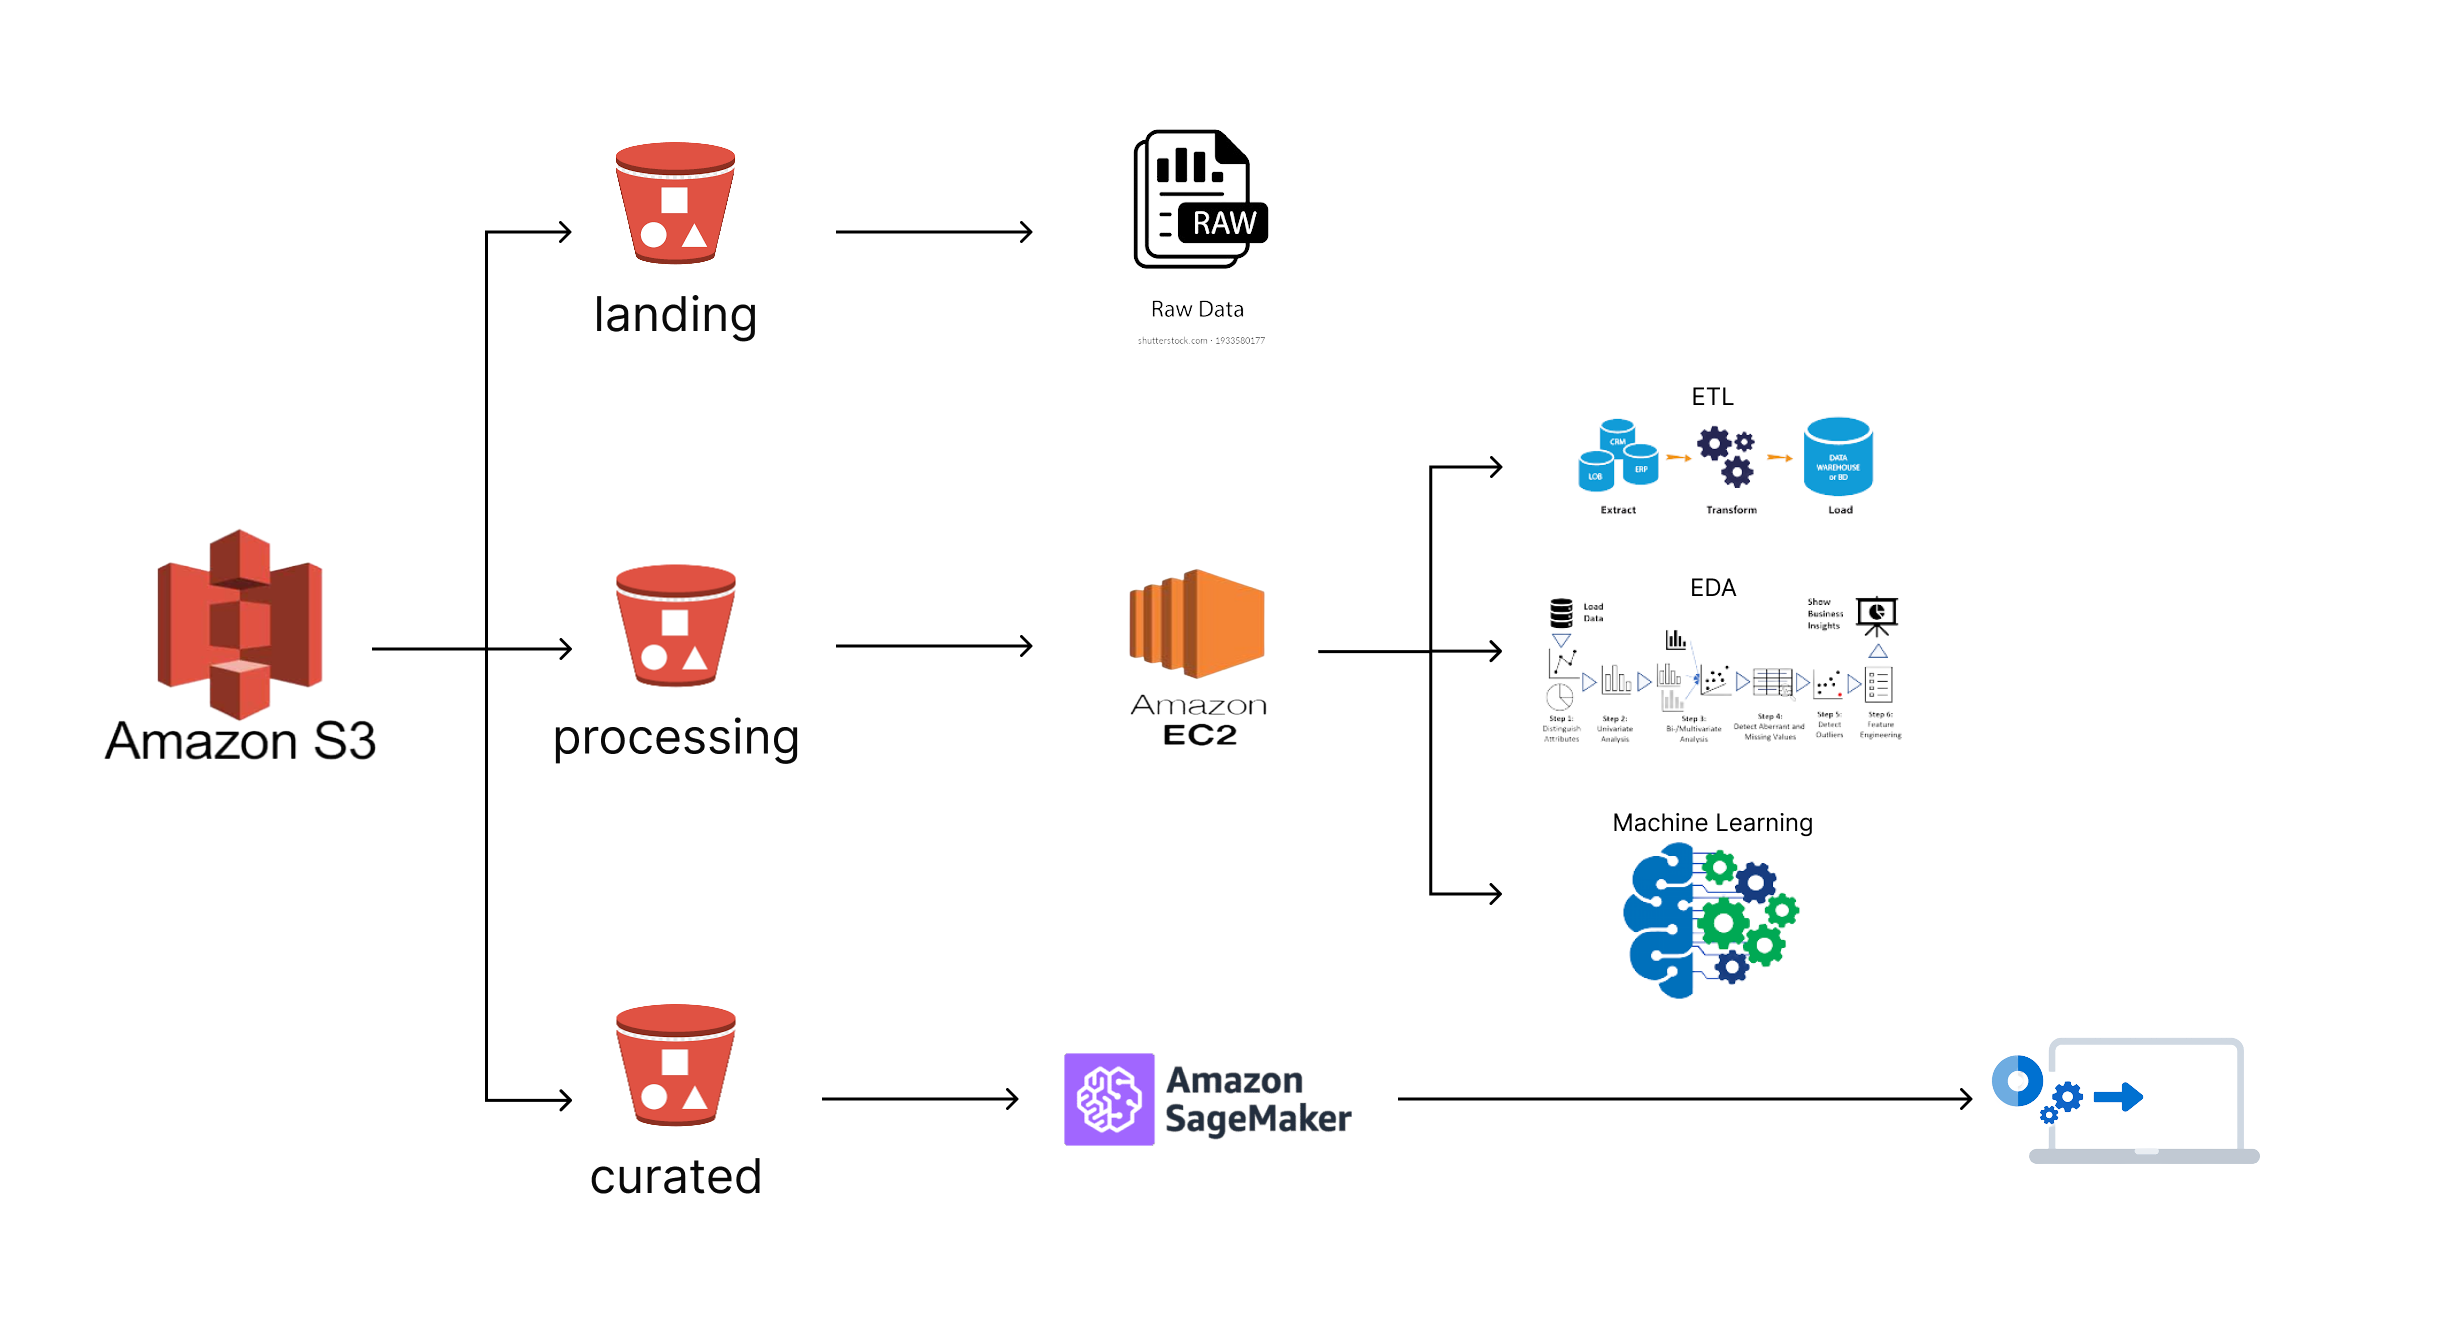 RAW
Raw Data
shutterstock.com · 1933580177
landing
ETL
CRM
LOB
ERP
DATA
WAREHOUSE
or BD
Extract
Transform
Load
Amazon S3
processing
Amazon
EC2
EDA
Load
Data
Show
Business
Insights
Step 1:
Distinguish
Attributes
Step 2:
Univariate
Analysis
Step 3:
Bi-/Multivariate
Analysis
Step 4:
Detect Aberrant and
Missing Values
Step 5:
Detect
Outliers
Step 6:
Feature
Engineering
Machine Learning
curated
Amazon
SageMaker